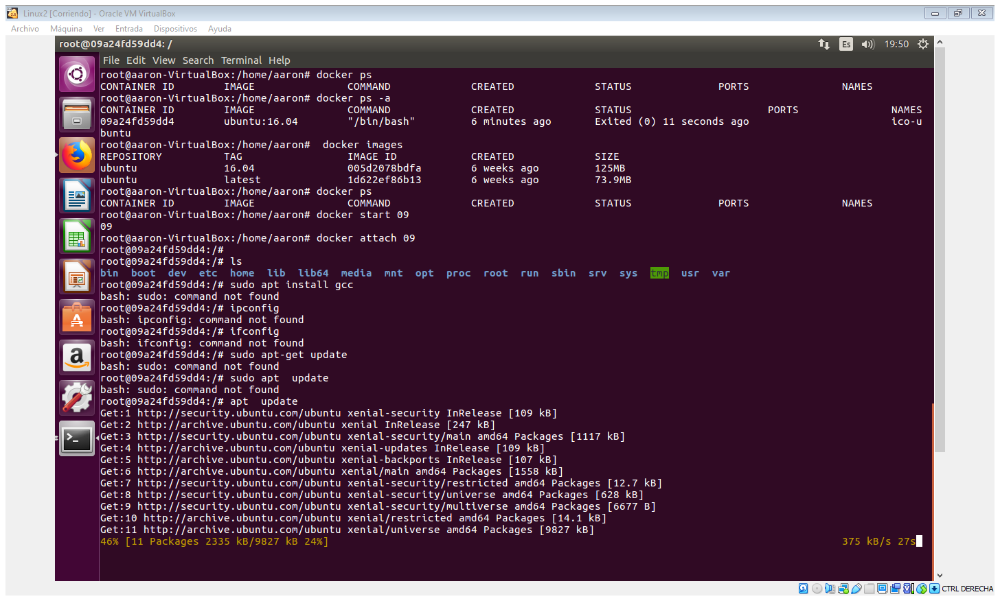 Linux2 [Corriendo] - Oracle VM VirtualBox
Archivo Máquina Ver Entrada Dispositivos Ayuda
root@09a24fd59dd4: /
Es 19:50
File Edit View Search Terminal Help
root@aaron-VirtualBox:/home/aaron# docker ps
CONTAINER ID IMAGE COMMAND CREATED STATUS PORTS NAMES
root@aaron-VirtualBox:/home/aaron# docker ps -a
CONTAINER ID IMAGE COMMAND CREATED STATUS PORTS NAMES
09a24fd59dd4 ubuntu:16.04 "/bin/bash" 6 minutes ago Exited (0) 11 seconds ago ico-u
buntu
root@aaron-VirtualBox:/home/aaron#  docker images
REPOSITORY TAG IMAGE ID CREATED SIZE
ubuntu 16.04 005d2078bdfa 6 weeks ago 125MB
ubuntu latest 1d622ef86b13 6 weeks ago 73.9MB
root@aaron-VirtualBox:/home/aaron# docker ps
CONTAINER ID IMAGE COMMAND CREATED STATUS PORTS NAMES
root@aaron-VirtualBox:/home/aaron# docker start 09
09
root@aaron-VirtualBox:/home/aaron# docker attach 09
root@09a24fd59dd4:/#
root@09a24fd59dd4:/# ls
bin boot dev etc home lib lib64 media mnt opt proc root run sbin srv sys tmp usr var
root@09a24fd59dd4:/# sudo apt install gcc
bash: sudo: command not found
root@09a24fd59dd4:/# ipconfig
bash: ipconfig: command not found
root@09a24fd59dd4:/# ifconfig
bash: ifconfig: command not found
root@09a24fd59dd4:/# sudo apt-get update
bash: sudo: command not found
root@09a24fd59dd4:/# sudo apt  update
bash: sudo: command not found
root@09a24fd59dd4:/# apt  update
Get:1 http://security.ubuntu.com/ubuntu xenial-security InRelease [109 kB]
Get:2 http://archive.ubuntu.com/ubuntu xenial InRelease [247 kB]
Get:3 http://security.ubuntu.com/ubuntu xenial-security/main amd64 Packages [1117 kB]
Get:4 http://archive.ubuntu.com/ubuntu xenial-updates InRelease [109 kB]
Get:5 http://archive.ubuntu.com/ubuntu xenial-backports InRelease [107 kB]
Get:6 http://archive.ubuntu.com/ubuntu xenial/main amd64 Packages [1558 kB]
Get:7 http://security.ubuntu.com/ubuntu xenial-security/restricted amd64 Packages [12.7 kB]
Get:8 http://security.ubuntu.com/ubuntu xenial-security/universe amd64 Packages [628 kB]
Get:9 http://security.ubuntu.com/ubuntu xenial-security/multiverse amd64 Packages [6677 B]
Get:10 http://archive.ubuntu.com/ubuntu xenial/restricted amd64 Packages [14.1 kB]
Get:11 http://archive.ubuntu.com/ubuntu xenial/universe amd64 Packages [9827 kB]
46% [11 Packages 2335 kB/9827 kB 24%] 375 kB/s 27s
CTRL DERECHA